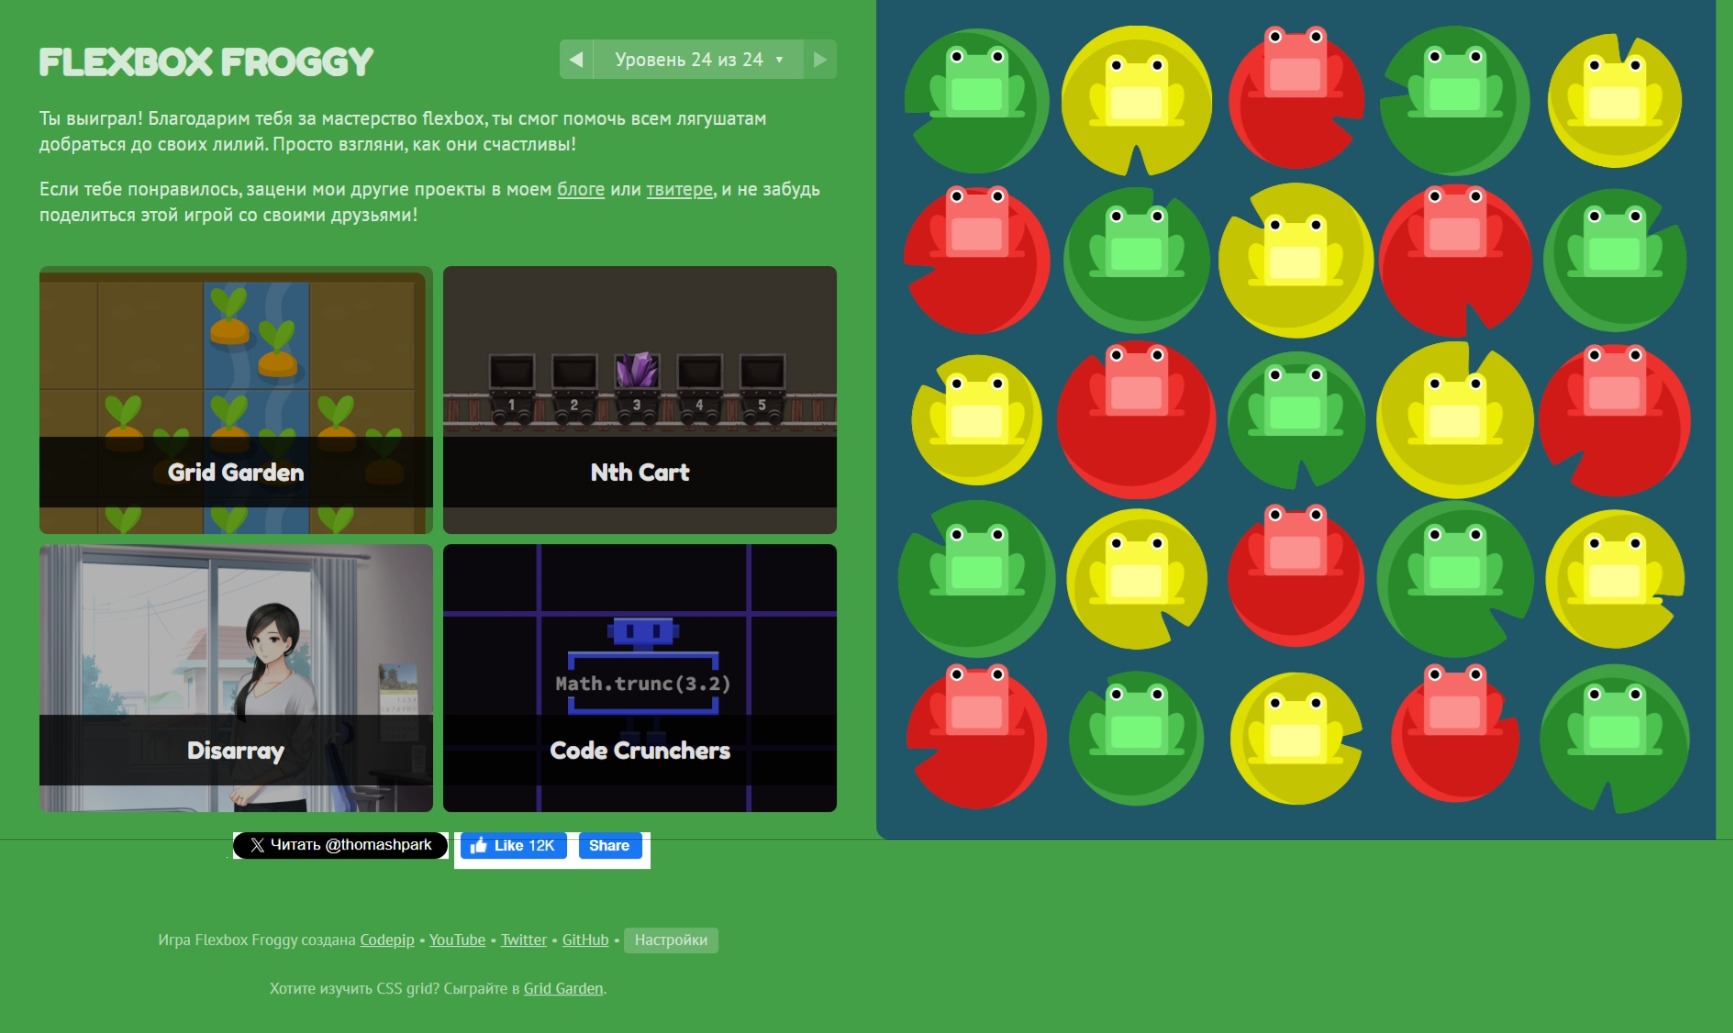 FLEXBOX FROGGY
Уровень 24 из 24
Ты выиграл! Благодарим тебя за мастерство flexbox, ты смог помочь всем лягушатам
добраться до своих лилий. Просто взгляни, как они счастливы!
Если тебе понравилось, зацени мои другие проекты в моем блоге или твитере, и не забудь
поделиться этой игрой со своими друзьями!
1 2 3 4 5
Grid Garden
Nth Cart
Math.trunc(3.2)
Disarray
Code Crunchers
Читать @thomashpark
Like 12K
Share
Игра Flexbox Froggy создана Codepip • YouTube • Twitter • GitHub • Настройки
Хотите изучить CSS grid? Сыграйте в Grid Garden.